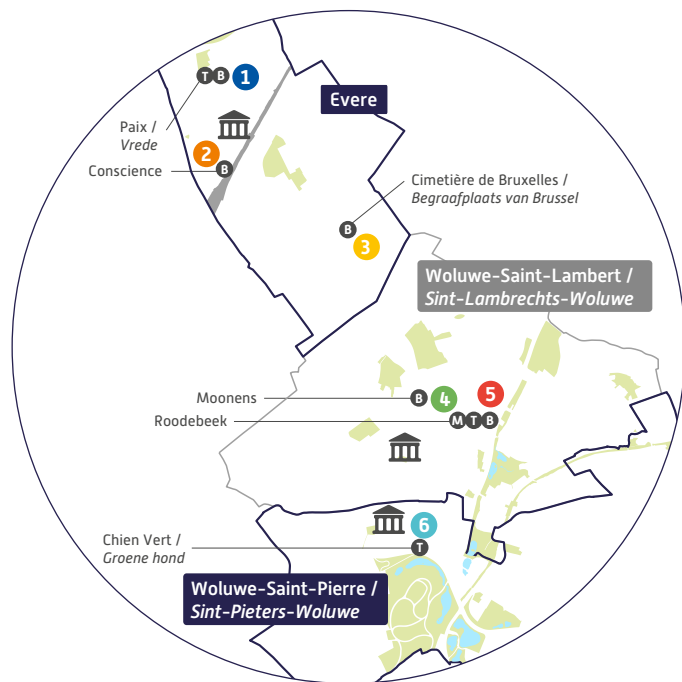 T B 1
Evere
Paix /
Vrede
2
Conscience
B
Cimetière de Bruxelles /
Begraafplaats van Brussel
B
3
Woluwe-Saint-Lambert /
Sint-Lambrechts-Woluwe
Moonens
B 4
5
Roodebeek
M T B
6
Chien Vert /
Groene hond
T
Woluwe-Saint-Pierre /
Sint-Pieters-Woluwe